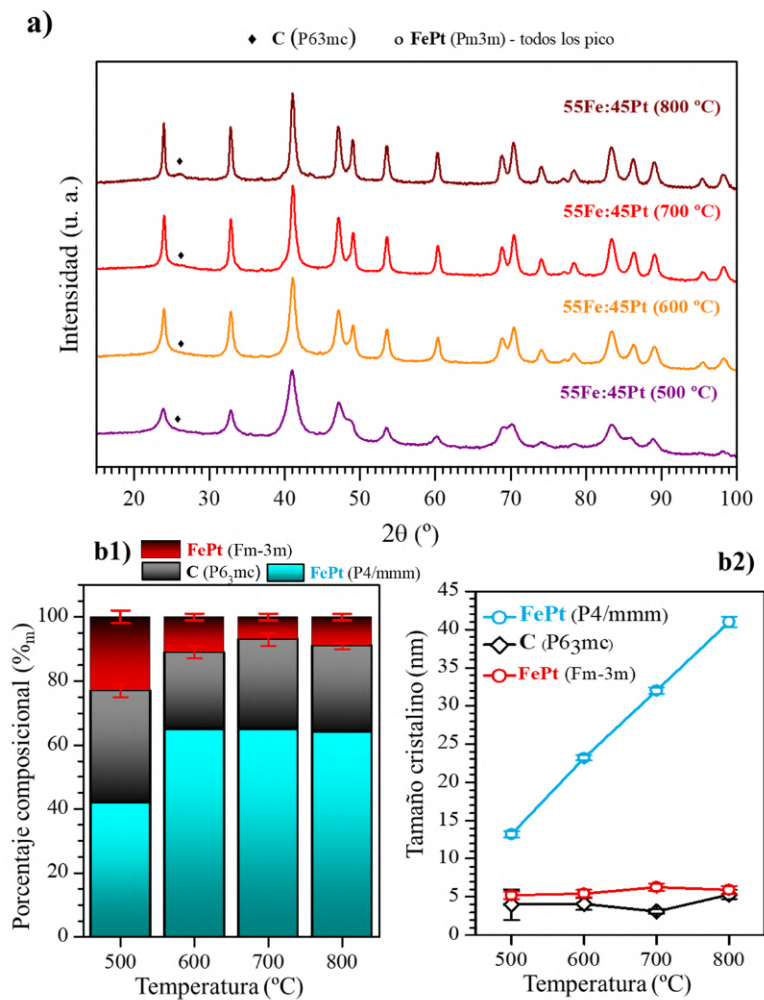 a)
♦ C (P63mc) o FePt (Pm3m) - todos los pico
55Fe:45Pt (800 ºC)
55Fe:45Pt (700 ºC)
55Fe:45Pt (600 ºC)
55Fe:45Pt (500 ºC)
Intensidad (u. a.)
20 30 40 50 60 70 80 90 100
2θ (º)
b1)
FePt (Fm-3m)
C (P6₃mc) FePt (P4/mmm)
Porcentaje composicional (%m)
100
80
60
40
20
0
500 600 700 800
Temperatura (ºC)
b2)
FePt (P4/mmm)
C (P6₃mc)
FePt (Fm-3m)
Tamaño cristalino (nm)
45
40
35
30
25
20
15
10
5
0
500 600 700 800
Temperatura (ºC)